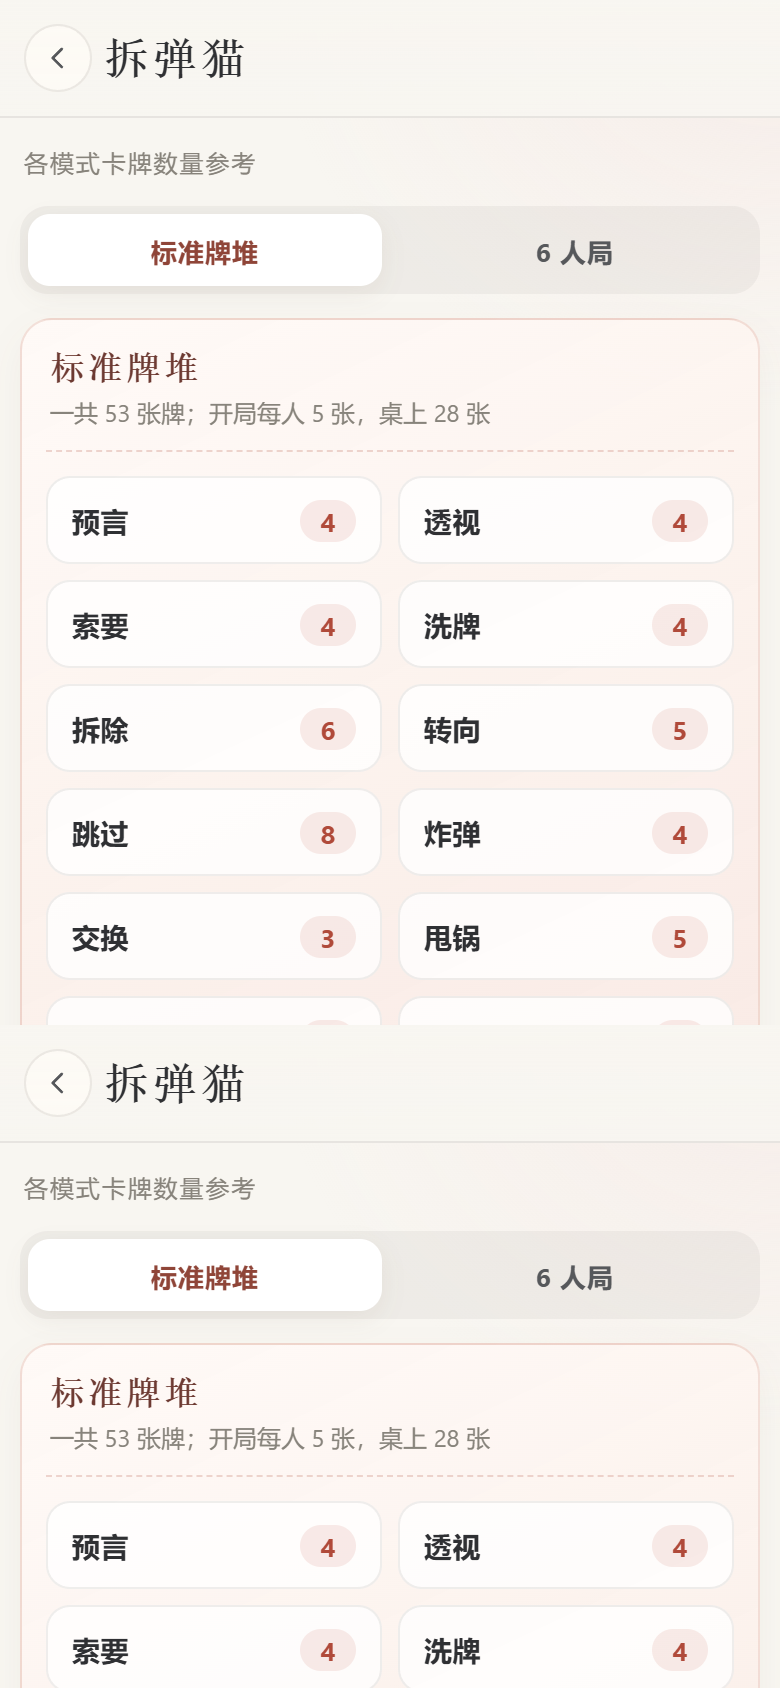 拆弹猫
各模式卡牌数量参考
标准牌堆 6 人局
标准牌堆
一共 53 张牌；开局每人 5 张，桌上 28 张
预言 4 透视 4
索要 4 洗牌 4
拆除 6 转向 5
跳过 8 炸弹 4
交换 3 甩锅 5
拆弹猫
各模式卡牌数量参考
标准牌堆 6 人局
标准牌堆
一共 53 张牌；开局每人 5 张，桌上 28 张
预言 4 透视 4
索要 4 洗牌 4